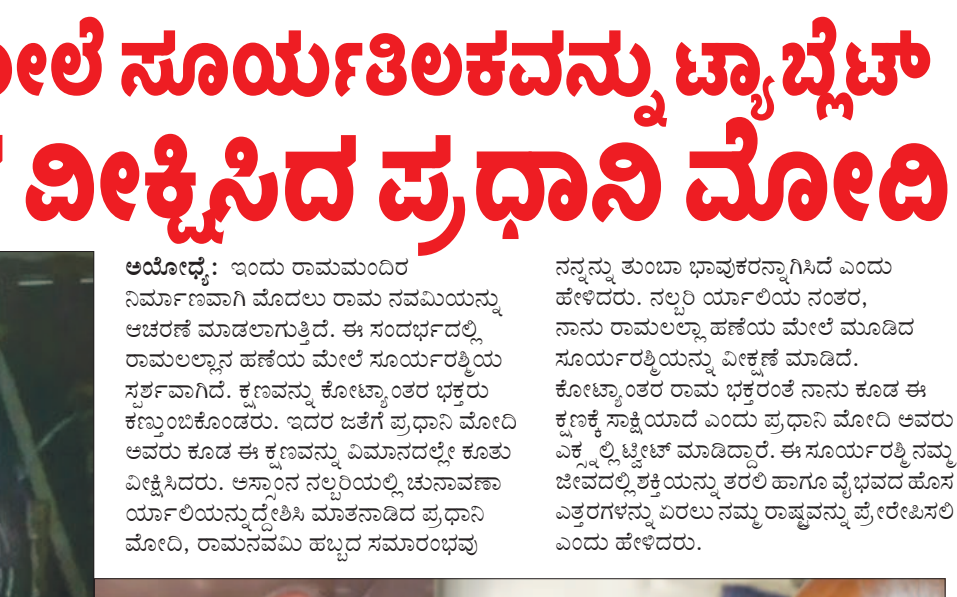 ಸೂರ್ಯತಿಲಕವನ್ನು ಟ್ಯಾಬ್ಲೆಟ್
ವೀಕ್ಷಿಸಿದ ಪ್ರಧಾನಿ ಮೋದಿ
ಅಯೋಧ್ಯೆ: ಇಂದು ರಾಮಮಂದಿರ
ನಿರ್ಮಾಣವಾಗಿ ಮೊದಲು ರಾಮ ನವಮಿಯನ್ನು
ಆಚರಣೆ ಮಾಡಲಾಗುತ್ತಿದೆ. ಈ ಸಂದರ್ಭದಲ್ಲಿ
ರಾಮಲಲ್ಲಾನ ಹಣೆಯ ಮೇಲೆ ಸೂರ್ಯರಶ್ಮಿಯ
ಸ್ಪರ್ಶವಾಗಿದೆ. ಕ್ಷಣವನ್ನು ಕೋಟ್ಯಾಂತರ ಭಕ್ತರು
ಕಣ್ತುಂಬಿಕೊಂಡರು. ಇದರ ಜತೆಗೆ ಪ್ರಧಾನಿ ಮೋದಿ
ಅವರು ಕೂಡ ಈ ಕ್ಷಣವನ್ನು ವಿಮಾನದಲ್ಲೇ ಕೂತು
ವೀಕ್ಷಿಸಿದರು. ಅಸ್ಸಾಂನ ನಲ್ಬರಿಯಲ್ಲಿ ಚುನಾವಣಾ
ರ್ಯಾಲಿಯನ್ನುದ್ದೇಶಿಸಿ ಮಾತನಾಡಿದ ಪ್ರಧಾನಿ
ಮೋದಿ, ರಾಮನವಮಿ ಹಬ್ಬದ ಸಮಾರಂಭವು
ನನ್ನನ್ನು ತುಂಬಾ ಭಾವುಕರನ್ನಾಗಿಸಿದೆ ಎಂದು
ಹೇಳಿದರು. ನಲ್ಬರಿ ರ್ಯಾಲಿಯ ನಂತರ,
ನಾನು ರಾಮಲಲ್ಲಾ ಹಣೆಯ ಮೇಲೆ ಮೂಡಿದ
ಸೂರ್ಯರಶ್ಮಿಯನ್ನು ವೀಕ್ಷಣೆ ಮಾಡಿದೆ.
ಕೋಟ್ಯಾಂತರ ರಾಮ ಭಕ್ತರಂತೆ ನಾನು ಕೂಡ ಈ
ಕ್ಷಣಕ್ಕೆ ಸಾಕ್ಷಿಯಾದೆ ಎಂದು ಪ್ರಧಾನಿ ಮೋದಿ ಅವರು
ಎಕ್ಸ್ನಲ್ಲಿ ಟ್ವೀಟ್ ಮಾಡಿದ್ದಾರೆ. ಈ ಸೂರ್ಯರಶ್ಮಿ ನಮ್ಮ
ಜೀವದಲ್ಲಿ ಶಕ್ತಿಯನ್ನು ತರಲಿ ಹಾಗೂ ವೈಭವದ ಹೊಸ
ಎತ್ತರಗಳನ್ನು ಏರಲು ನಮ್ಮ ರಾಷ್ಟ್ರವನ್ನು ಪ್ರೇರೇಪಿಸಲಿ
ಎಂದು ಹೇಳಿದರು.